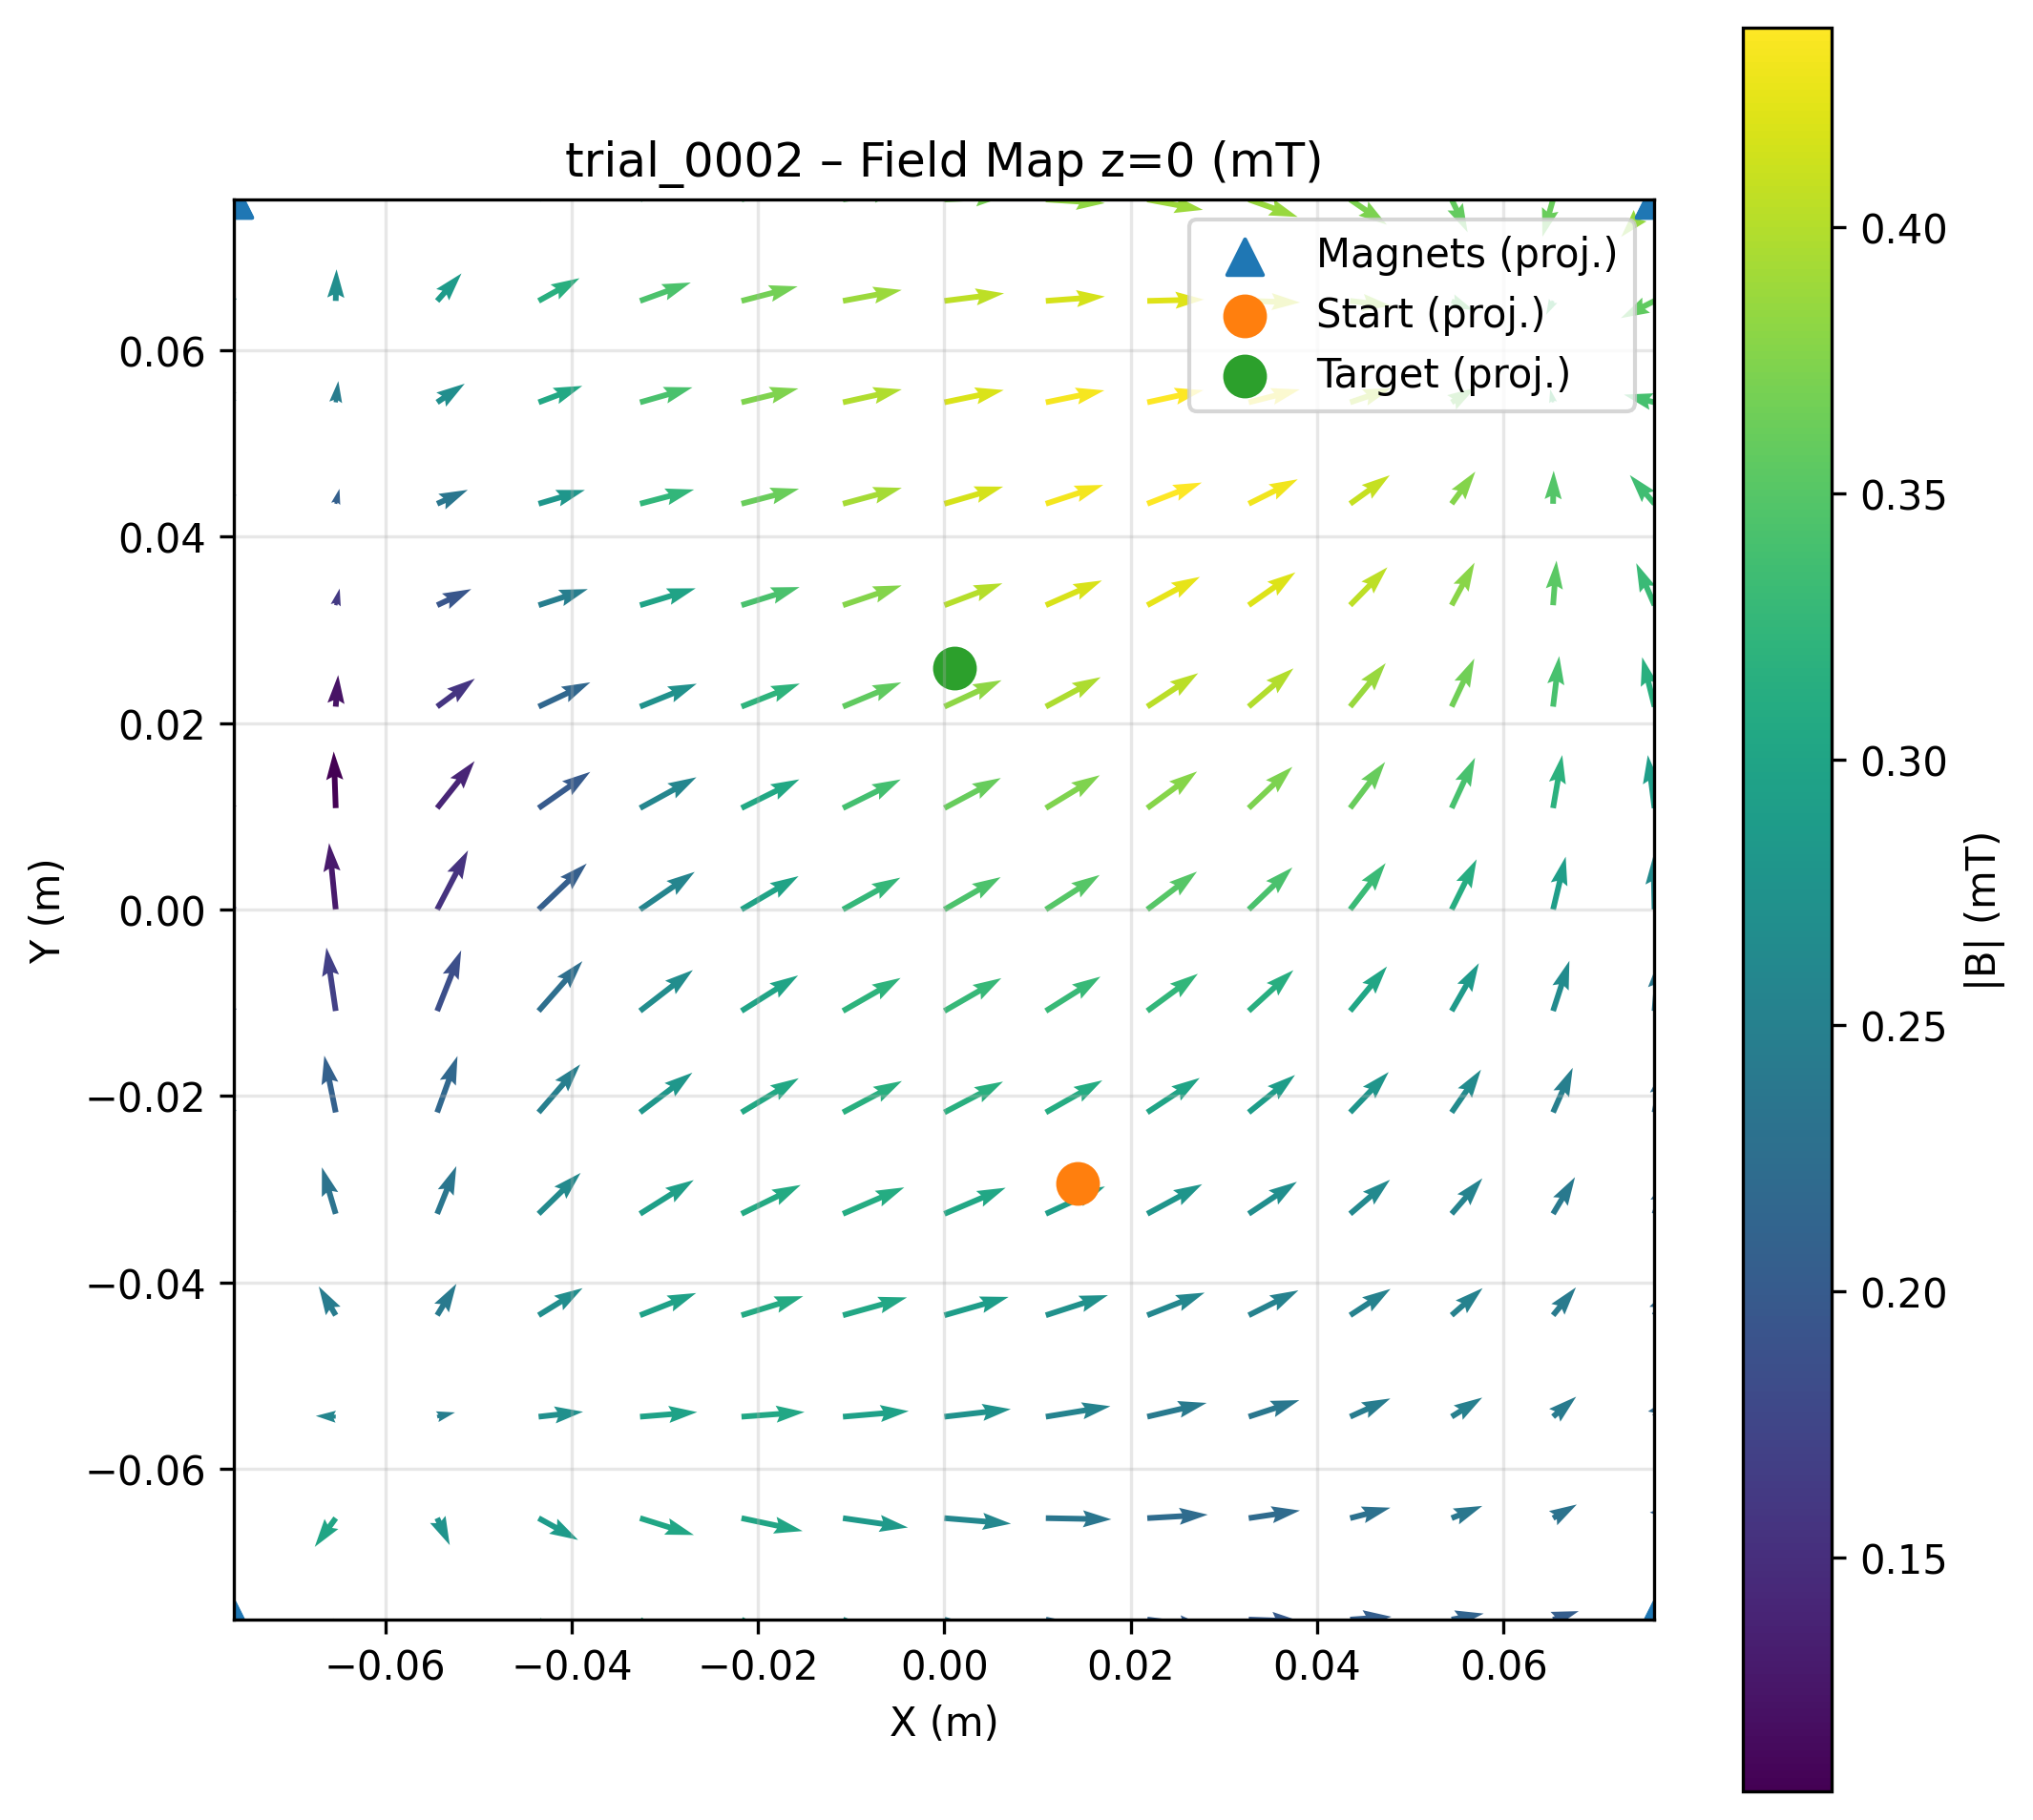 trial_0002 – Field Map z=0 (mT)
Magnets (proj.)
Start (proj.)
Target (proj.)
0.06
0.04
0.02
0.00
−0.02
−0.04
−0.06
Y (m)
−0.06
−0.04
−0.02
0.00
0.02
0.04
0.06
X (m)
0.40
0.35
0.30
0.25
0.20
0.15
|B| (mT)